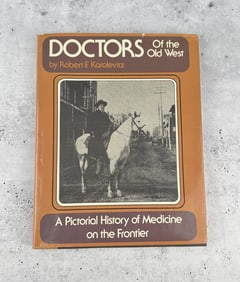 DOCTORS Of the
Old West
by Robert F. Karolevitz
A Pictorial History of Medicine
on the Frontier